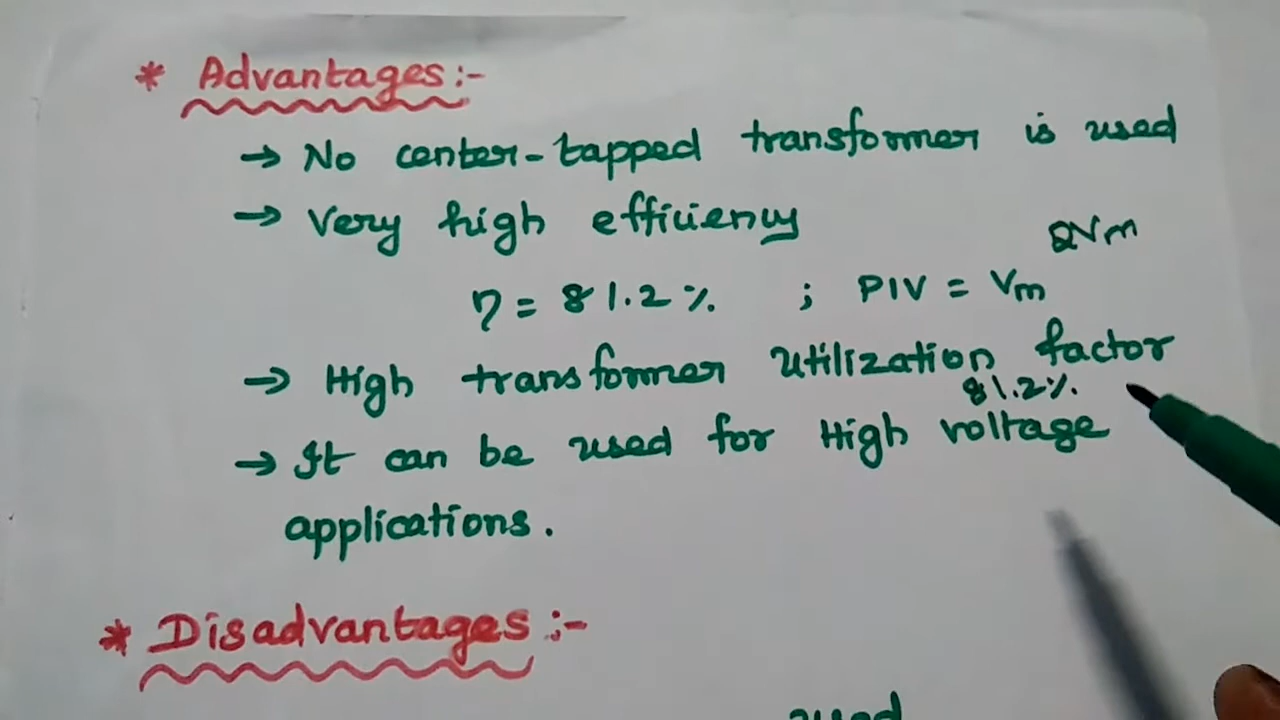 * Advantages:-
→ No center-tapped transformer is used
→ Very high efficiency
2Vm
η = 81.2% ; PIV = Vm
→ High transformer utilization factor
81.2%.
→ It can be used for High voltage
applications.
* Disadvantages :-
used